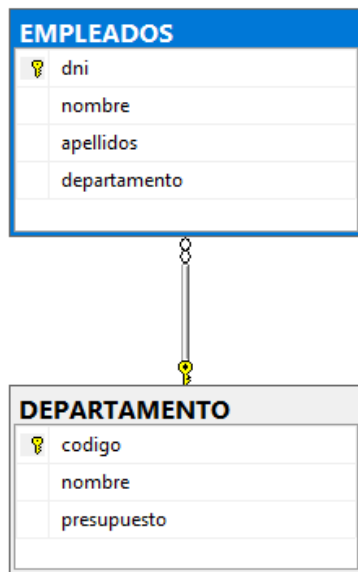 EMPLEADOS
dni
nombre
apellidos
departamento
DEPARTAMENTO
codigo
nombre
presupuesto